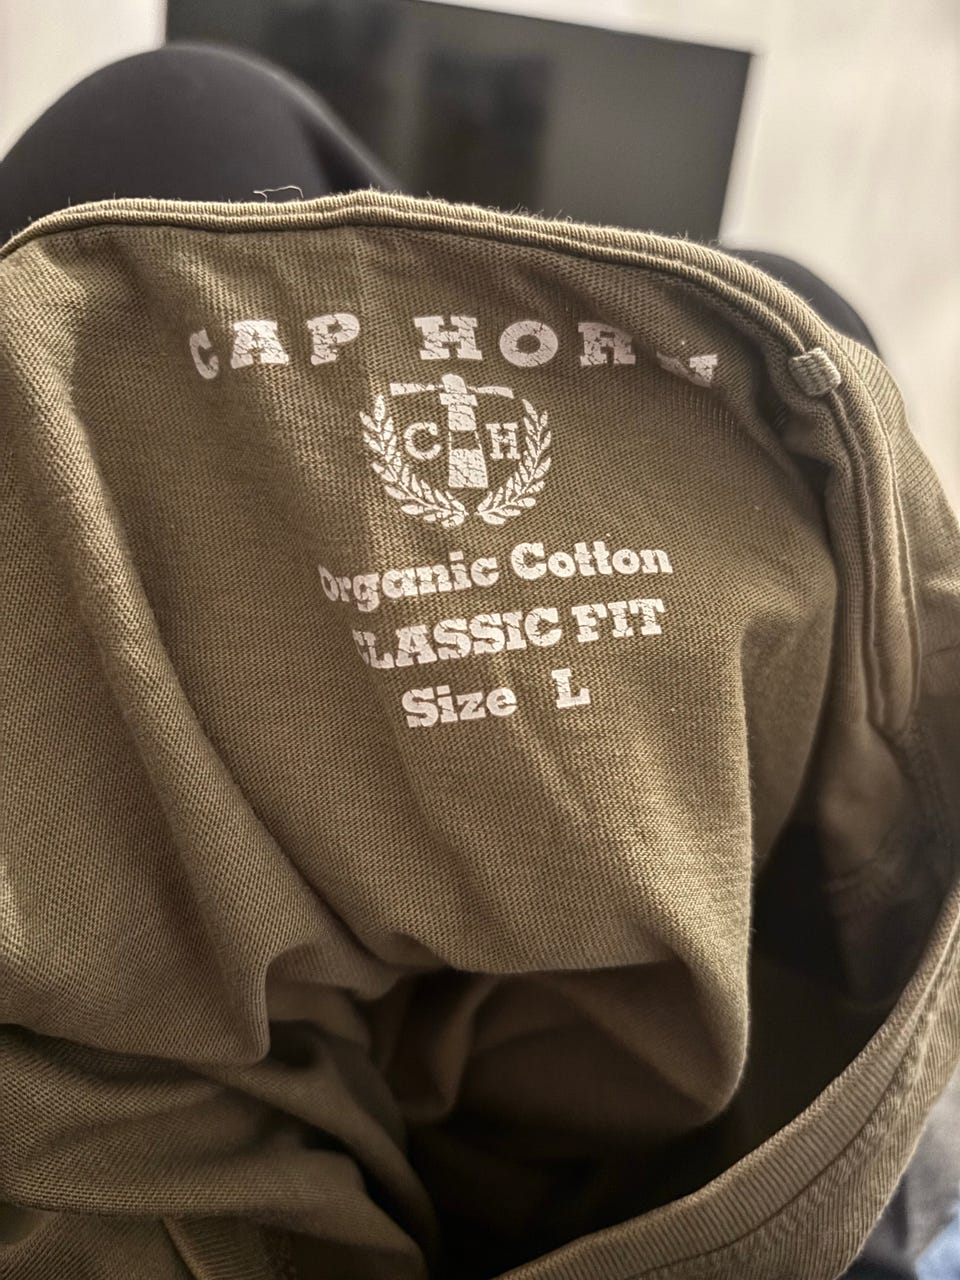 CAP HORN
C H
Organic Cotton
CLASSIC FIT
Size L